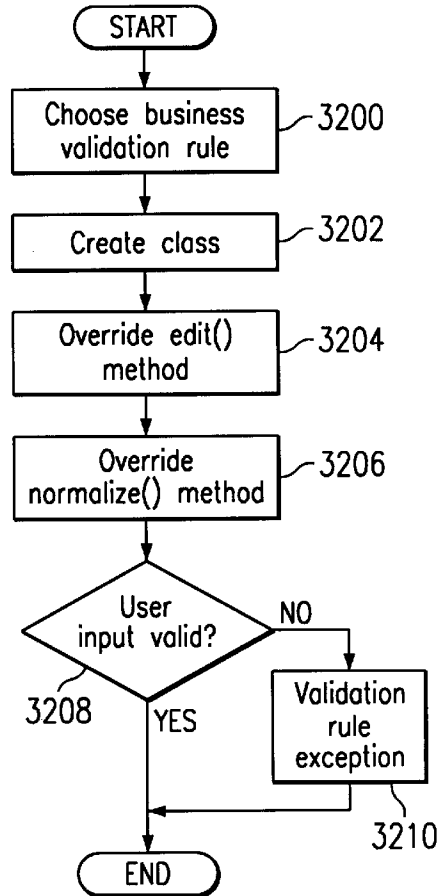 START
Choose business
validation rule
3200
Create class
3202
Override edit()
method
3204
Override
normalize() method
3206
User
input valid?
NO
3208
YES
Validation
rule
exception
3210
END